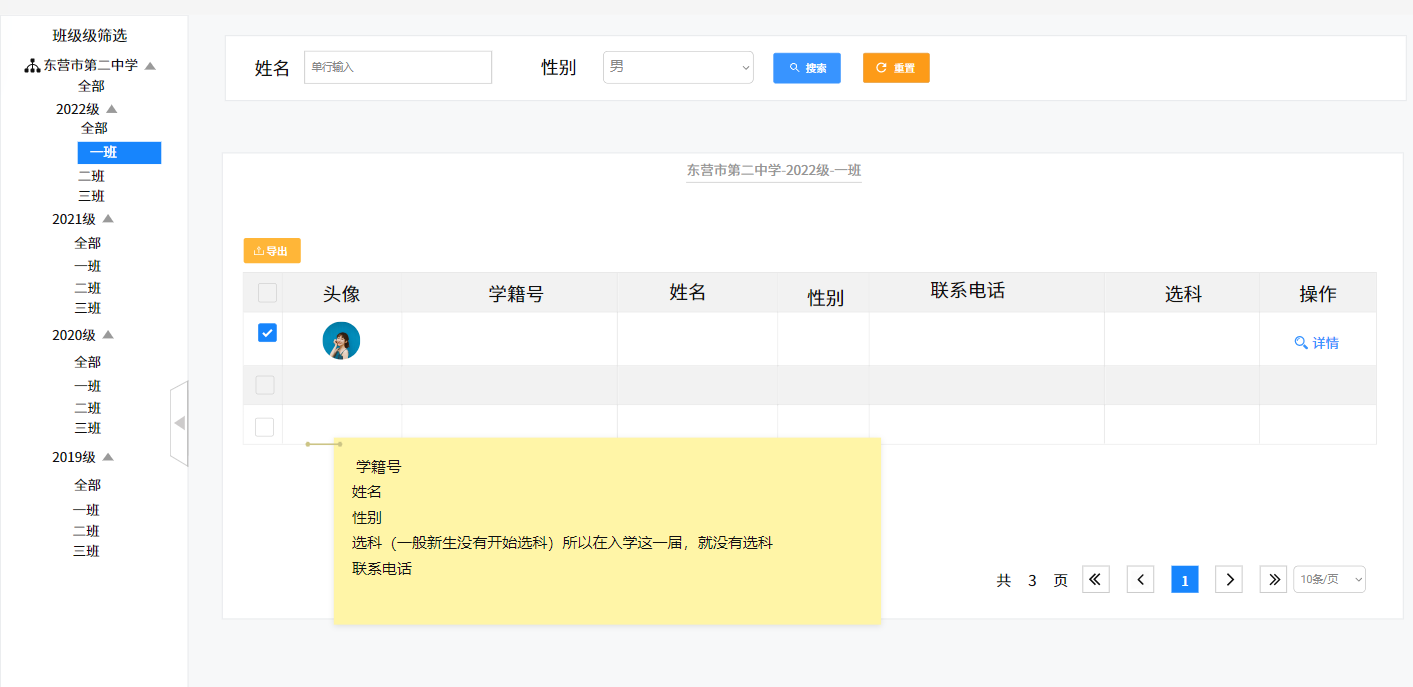 班级级筛选
东营市第二中学
全部
2022级
全部
一班
二班
三班
2021级
全部
一班
二班
三班
2020级
全部
一班
二班
三班
2019级
全部
一班
二班
三班
姓名 单行输入 性别 男 搜索 重置
东营市第二中学-2022级-一班
导出
头像 学籍号 姓名 性别 联系电话 选科 操作
详情
学籍号
姓名
性别
选科（一般新生没有开始选科）所以在入学这一届，就没有选科
联系电话
共 3 页 1 10条/页